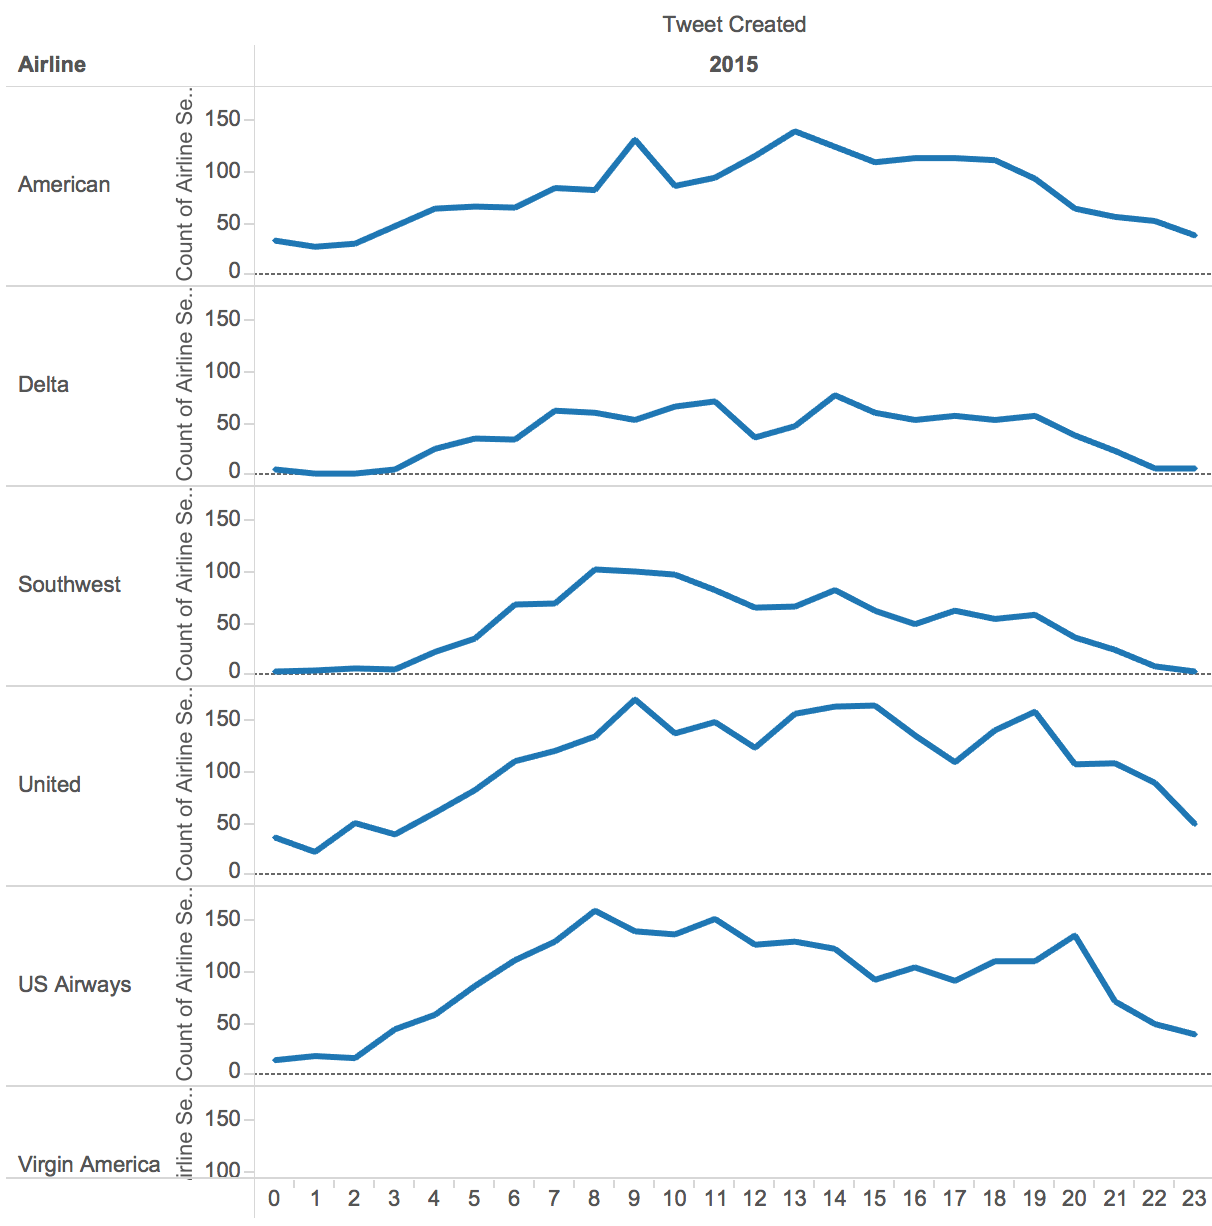 Tweet Created
Airline
2015
American
Count of Airline Se..
150
100
50
0
Delta
Count of Airline Se..
150
100
50
0
Southwest
Count of Airline Se..
150
100
50
0
United
Count of Airline Se..
150
100
50
0
US Airways
Count of Airline Se..
150
100
50
0
Virgin America
irline Se..
150
100
0 1 2 3 4 5 6 7 8 9 10 11 12 13 14 15 16 17 18 19 20 21 22 23